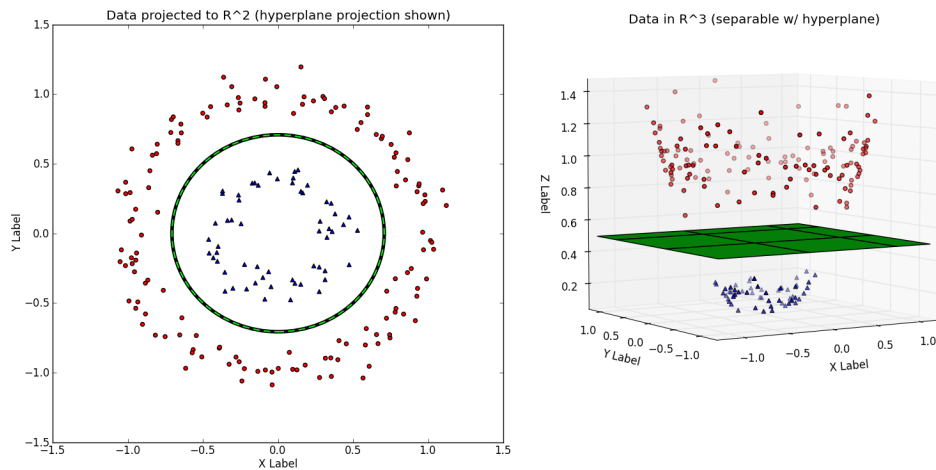 Data projected to R^2 (hyperplane projection shown)
1.5
1.0
0.5
0.0
−0.5
−1.0
−1.5
Y Label
−1.5 −1.0 −0.5 0.0 0.5 1.0 1.5
X Label
Data in R^3 (separable w/ hyperplane)
1.4
1.2
1.0
0.8
0.6
0.4
0.2
Z Label
1.0 0.5 0.0 −0.5 −1.0
Y Label
−1.0 −0.5 0.0 0.5 1.0
X Label